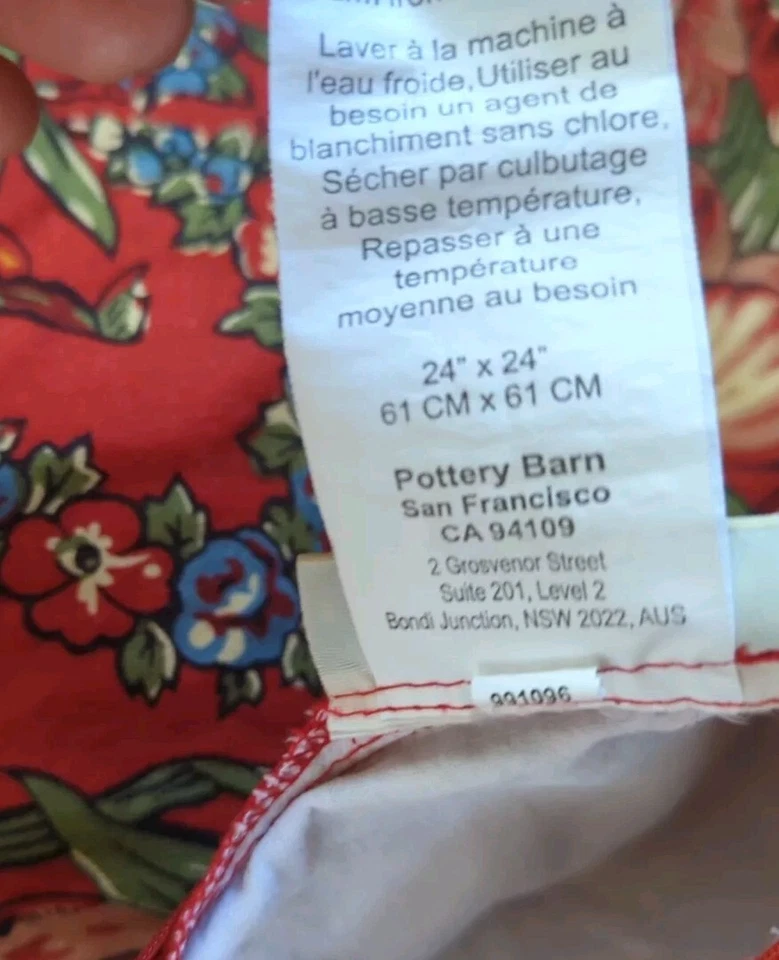 Laver à la machine à
l'eau froide,Utiliser au
besoin un agent de
blanchiment sans chlore.
Sécher par culbutage
à basse température,
Repasser à une
température
moyenne au besoin
24" x 24"
61 CM x 61 CM
Pottery Barn
San Francisco
CA 94109
2 Grosvenor Street
Suite 201, Level 2
Bondi Junction, NSW 2022, AUS
991096